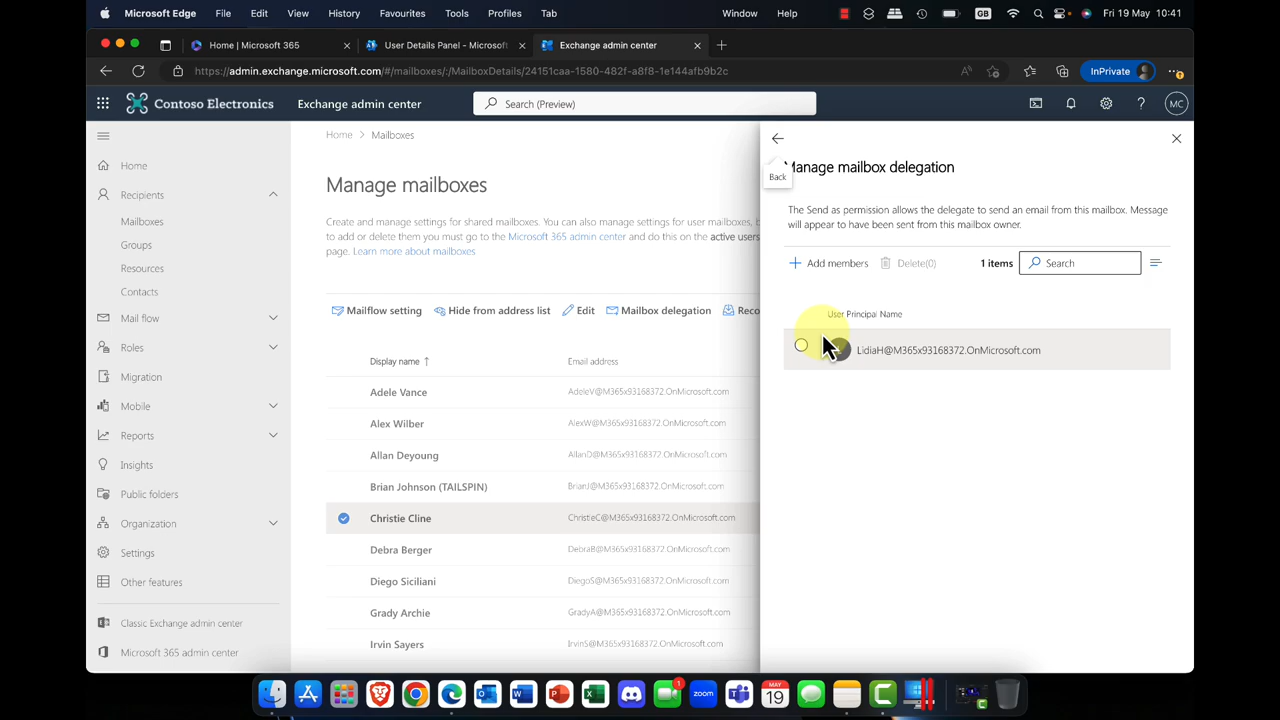 Microsoft Edge File Edit View History Favourites Tools Profiles Tab Window Help GB Fri 19 May 10:41
Home | Microsoft 365
User Details Panel - Microsoft
Exchange admin center
https://admin.exchange.microsoft.com/#/mailboxes/:/MailboxDetails/24151caa-1580-482f-a8f8-1e144afb9b2c
InPrivate
Contoso Electronics
Exchange admin center
Search (Preview)
MC
Home
Recipients
Mailboxes
Groups
Resources
Contacts
Mail flow
Roles
Migration
Mobile
Reports
Insights
Public folders
Organization
Settings
Other features
Classic Exchange admin center
Microsoft 365 admin center
Home > Mailboxes
Manage mailboxes
Create and manage settings for shared mailboxes. You can also manage settings for user mailboxes, b
to add or delete them you must go to the Microsoft 365 admin center and do this on the active users
page. Learn more about mailboxes
Mailflow setting Hide from address list Edit Mailbox delegation Reco
Display name ↑ Email address
Adele Vance AdeleV@M365x93168372.OnMicrosoft.com
Alex Wilber AlexW@M365x93168372.OnMicrosoft.com
Allan Deyoung AllanD@M365x93168372.OnMicrosoft.com
Brian Johnson (TAILSPIN) BrianJ@M365x93168372.OnMicrosoft.com
Christie Cline ChristieC@M365x93168372.OnMicrosoft.com
Debra Berger DebraB@M365x93168372.OnMicrosoft.com
Diego Siciliani DiegoS@M365x93168372.OnMicrosoft.com
Grady Archie GradyA@M365x93168372.OnMicrosoft.com
Irvin Sayers IrvinS@M365x93168372.OnMicrosoft.com
Manage mailbox delegation
Back
The Send as permission allows the delegate to send an email from this mailbox. Message
will appear to have been sent from this mailbox owner.
Add members Delete(0) 1 items Search
User Principal Name
LidiaH@M365x93168372.OnMicrosoft.com
1
zoom
MAY
19